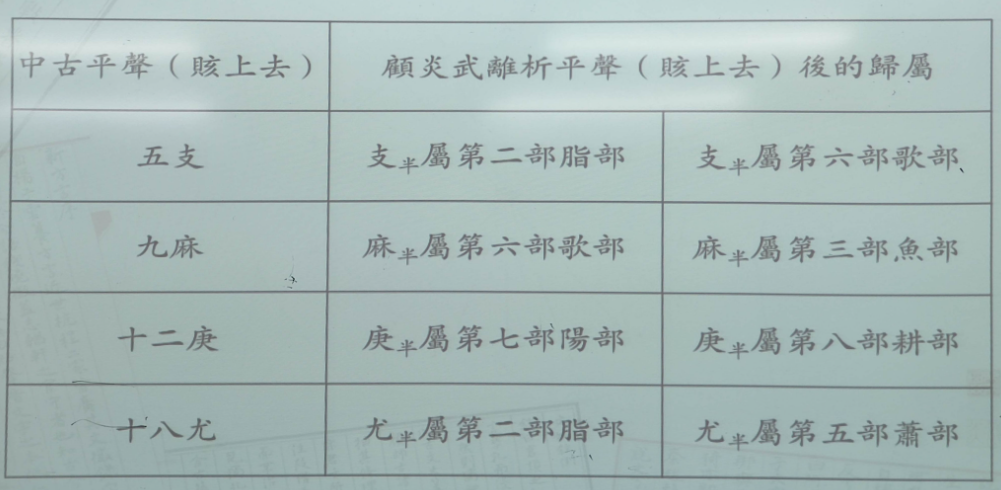 中古平聲（賅上去） 顧炎武離析平聲（賅上去）後的歸屬
五支 支半屬第二部脂部 支半屬第六部歌部
九麻 麻半屬第六部歌部 麻半屬第三部魚部
十二庚 庚半屬第七部陽部 庚半屬第八部耕部
十八尤 尤半屬第二部脂部 尤半屬第五部蕭部